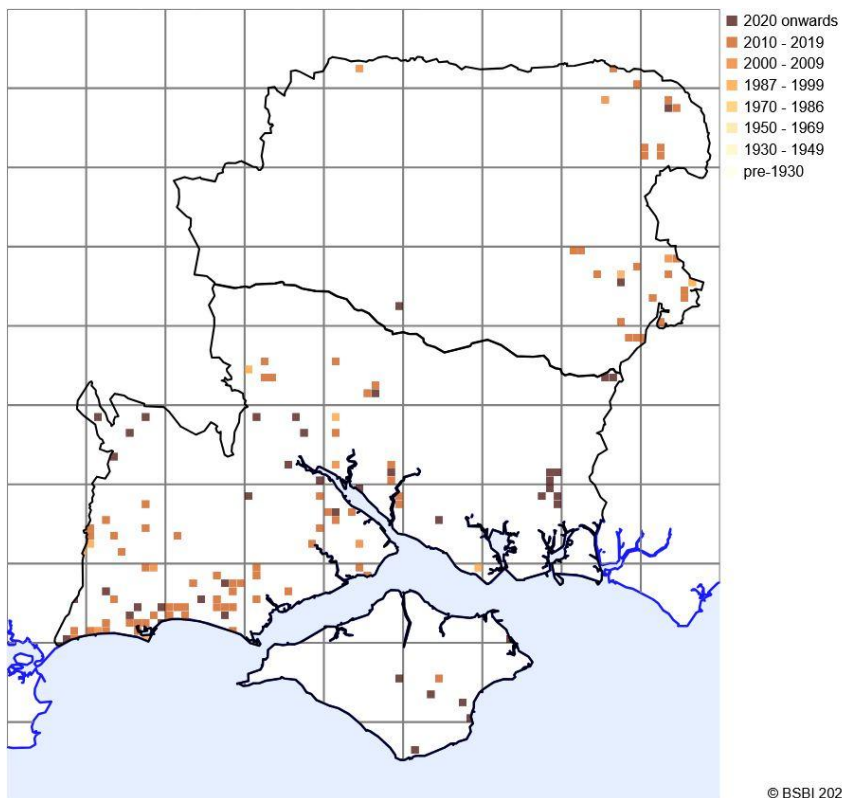 2020 onwards
2010 - 2019
2000 - 2009
1987 - 1999
1970 - 1986
1950 - 1969
1930 - 1949
pre-1930
© BSBI 202